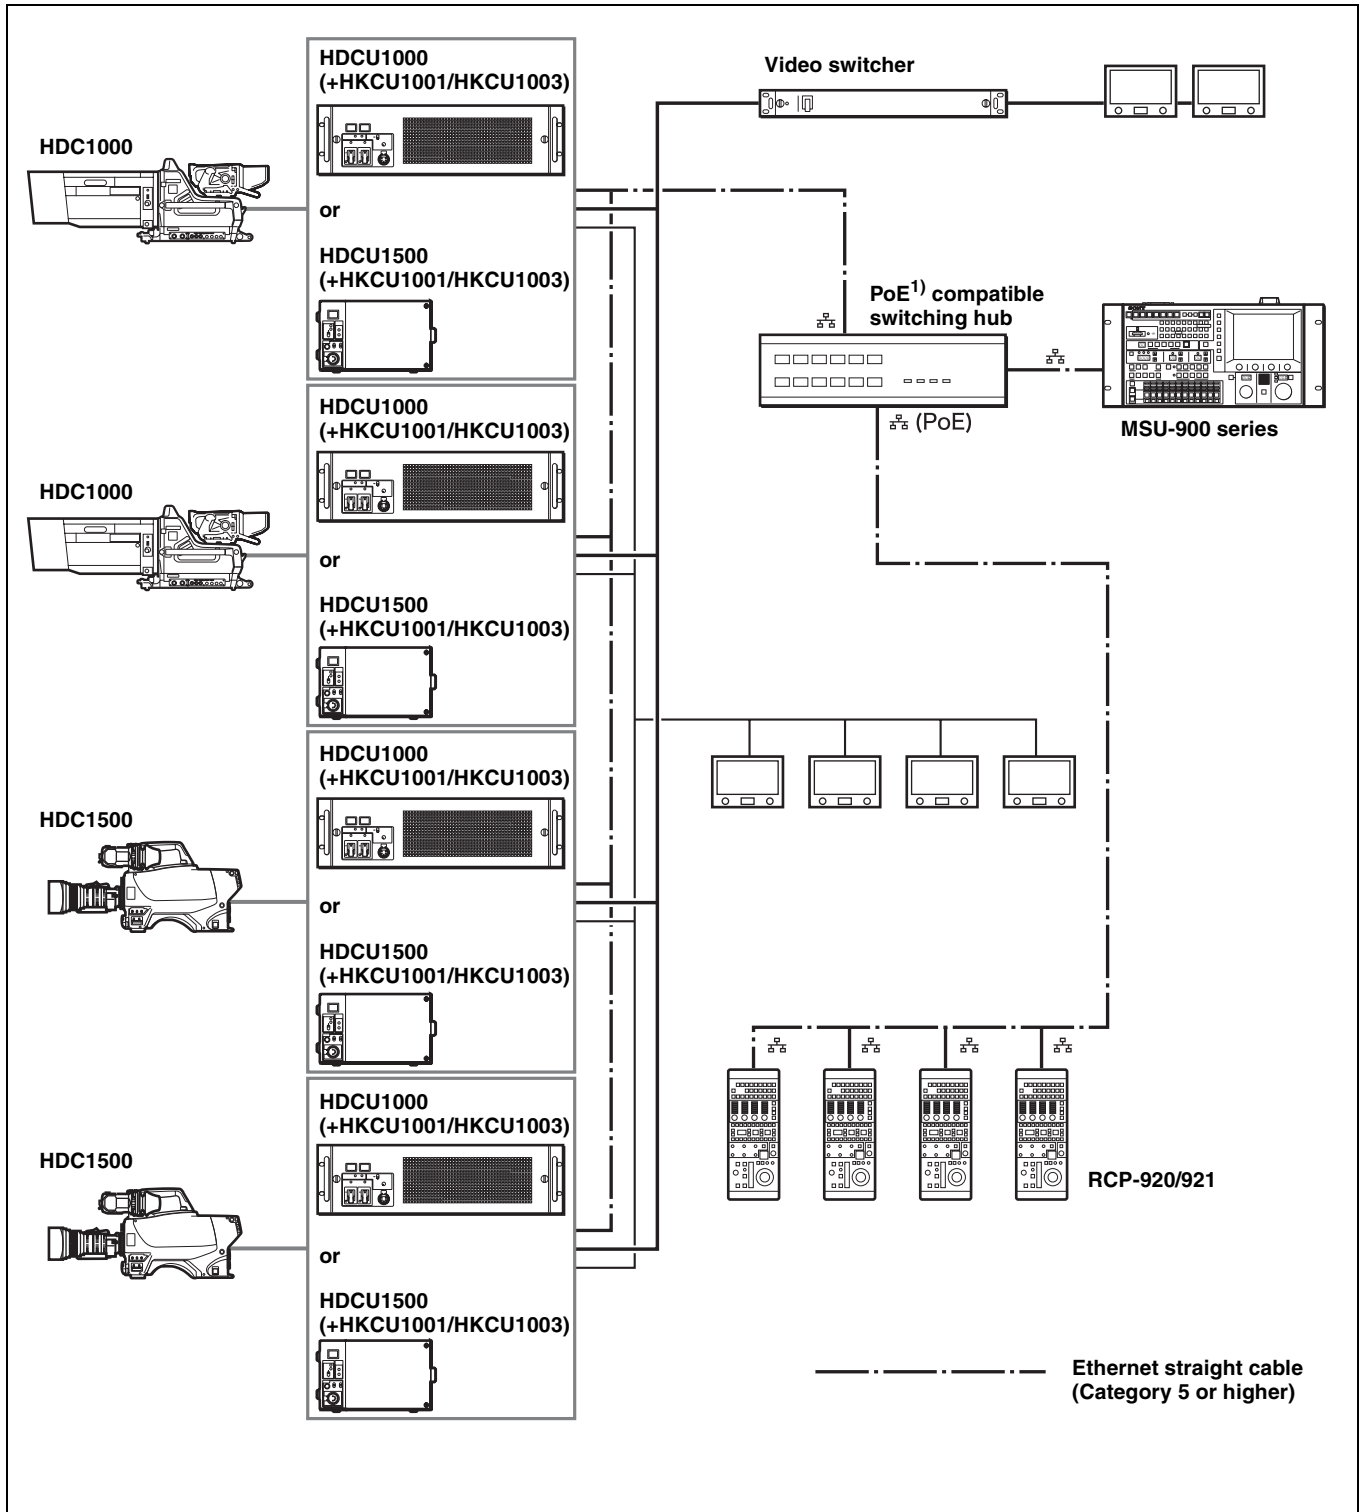 HDCU1000
(+HKCU1001/HKCU1003)
Video switcher
HDC1000
or
HDCU1500
(+HKCU1001/HKCU1003)
PoE1) compatible
switching hub
SONY
(PoE)
MSU-900 series
HDCU1000
(+HKCU1001/HKCU1003)
HDC1000
or
HDCU1500
(+HKCU1001/HKCU1003)
HDCU1000
(+HKCU1001/HKCU1003)
HDC1500
or
HDCU1500
(+HKCU1001/HKCU1003)
HDCU1000
(+HKCU1001/HKCU1003)
HDC1500
RCP-920/921
or
HDCU1500
(+HKCU1001/HKCU1003)
Ethernet straight cable
(Category 5 or higher)